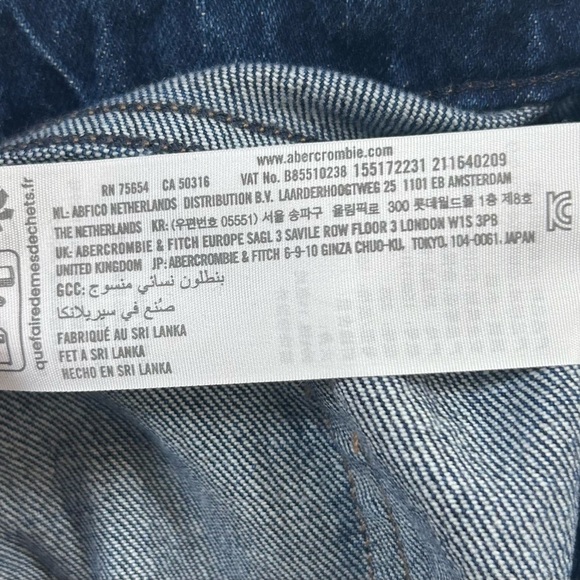 www.abercrombie.com
RN 75654 CA 50316 VAT No. B85510238 155172231 211640209
NL: ABFICO NETHERLANDS DISTRIBUTION B.V. LAARDERHOOGTWEG 25 1101 EB AMSTERDAM
THE NETHERLANDS KR: (우편번호 05551) 서울 송파구 올림픽로 300 롯데월드몰 1층 제8호
UK: ABERCROMBIE & FITCH EUROPE SAGL 3 SAVILE ROW FLOOR 3 LONDON W1S 3PB
UNITED KINGDOM JP: ABERCROMBIE & FITCH 6-9-10 GINZA CHUO-KU, TOKYO, 104-0061. JAPAN
GCC: بنطلون نسائي منسوج
صُنع في سيريلانكا
FABRIQUÉ AU SRI LANKA
FET A SRI LANKA
HECHO EN SRI LANKA
quefairedemesdechets.fr